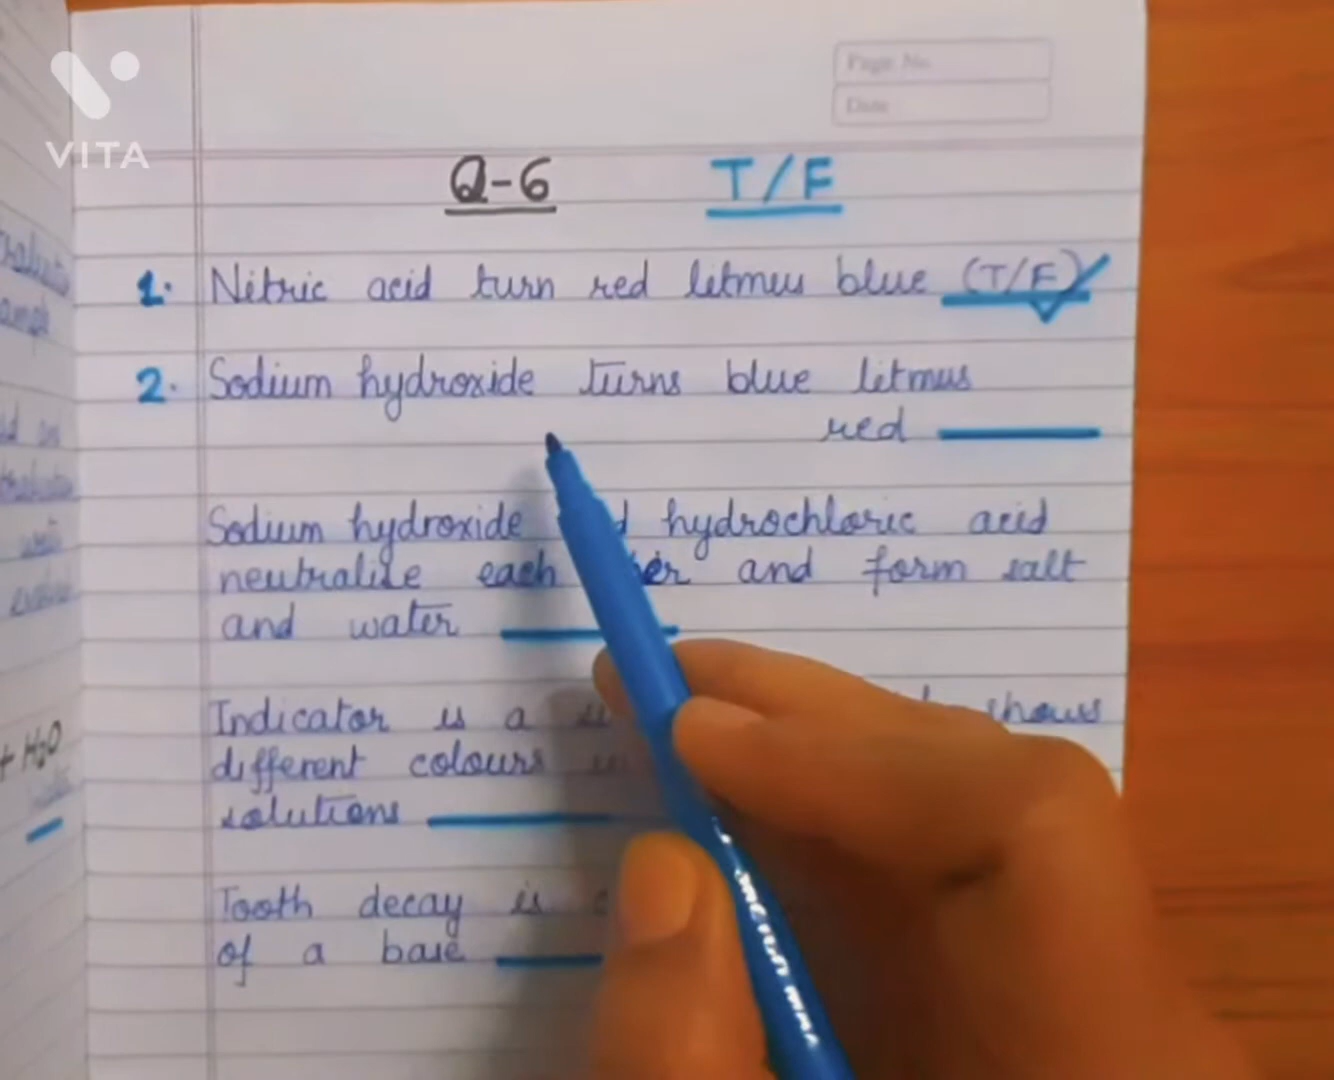 VITA
Page No.
Date
Q-6 T/F
1. Nitric acid turn red litmus blue (T/F)
2. Sodium hydroxide turns blue litmus
red
Sodium hydroxide hydrochloric acid
neutralize each and form salt
and water
Indicator is a shows
different colours
solutions
Tooth decay is
of a base
+ H₂O